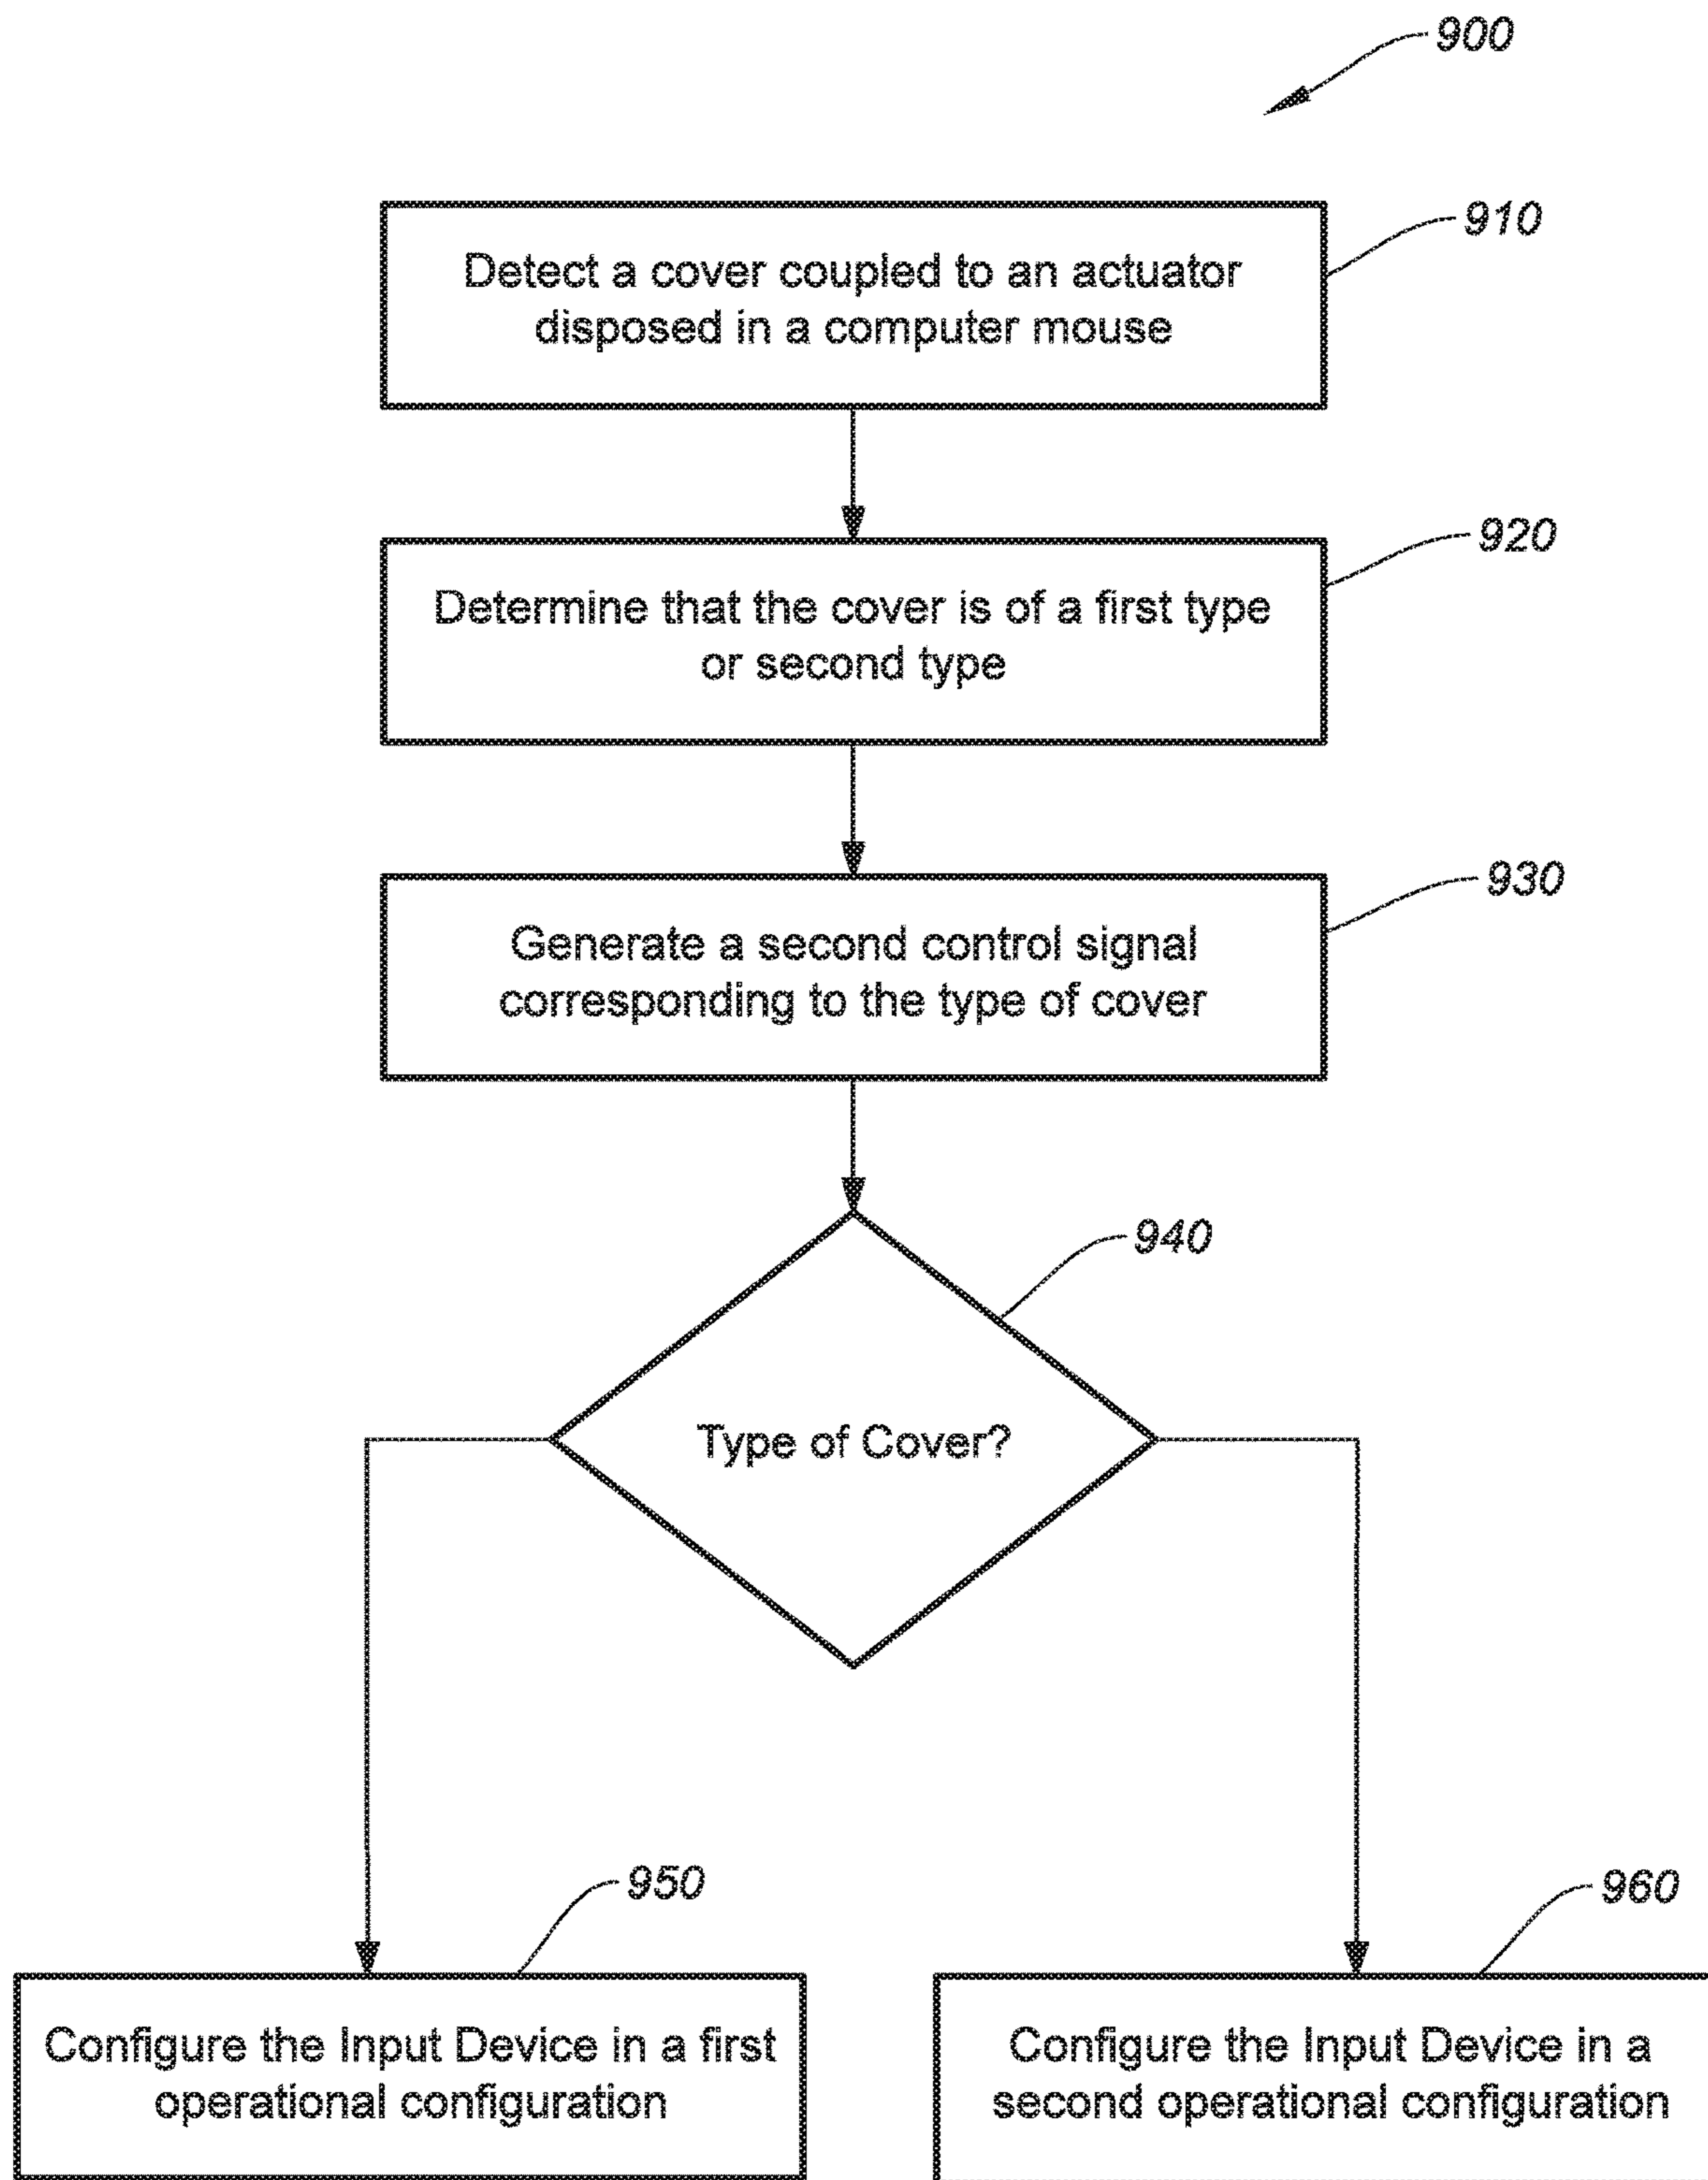 900
910
Detect a cover coupled to an actuator
disposed in a computer mouse
920
Determine that the cover is of a first type
or second type
930
Generate a second control signal
corresponding to the type of cover
940
Type of Cover?
950
Configure the Input Device in a first
operational configuration
960
Configure the Input Device in a
second operational configuration